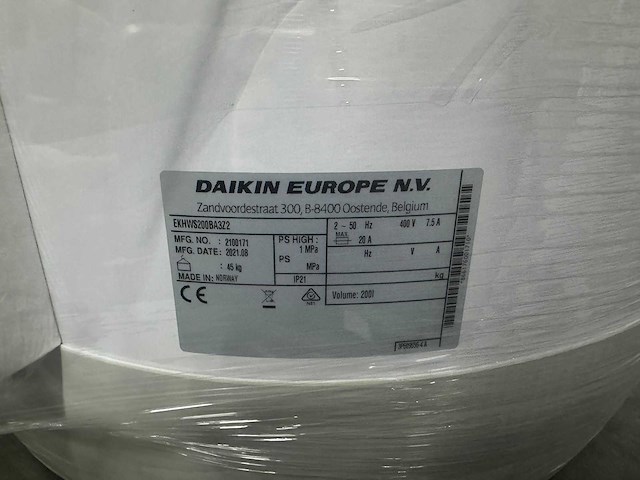 DAIKIN EUROPE N.V.
Zandvoordestraat 300, B-8400 Oostende, Belgium
EKHWS200BA3Z2
2 ~ 50 Hz 400 V 7.5 A
MAX. 20 A
MFG. NO. : 2100171
MFG. DATE: 2021.08
: 45 kg
MADE IN: NORWAY
PS HIGH :
1 MPa
PS
MPa
IP21
Hz V A
kg
CE
Volume: 200l